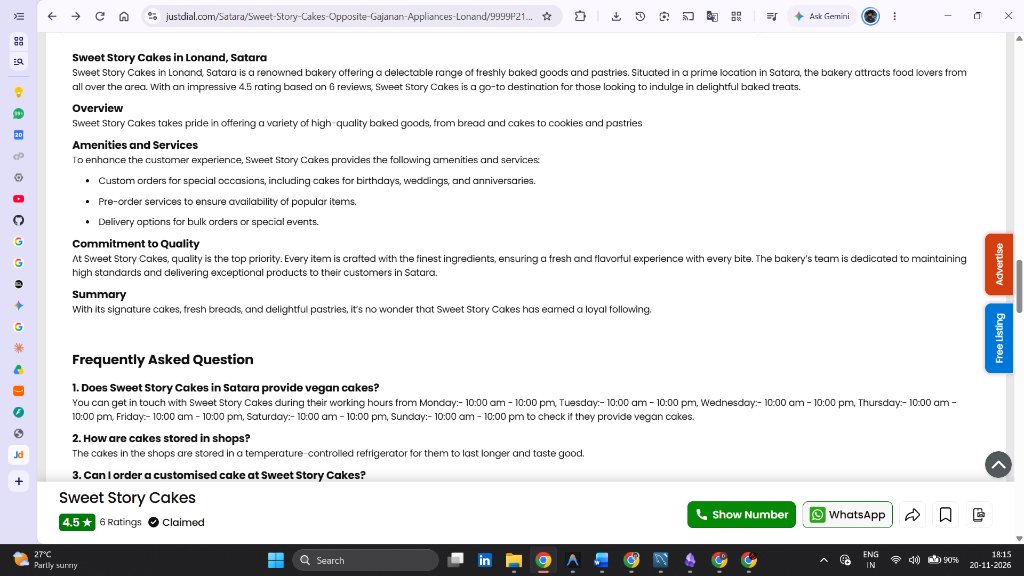 justdial.com/Satara/Sweet-Story-Cakes-Opposite-Gajanan-Appliances-Lonand/9999P21...
Ask Gemini
Sweet Story Cakes in Lonand, Satara
Sweet Story Cakes in Lonand, Satara is a renowned bakery offering a delectable range of freshly baked goods and pastries. Situated in a prime location in Satara, the bakery attracts food lovers from
all over the area. With an impressive 4.5 rating based on 6 reviews, Sweet Story Cakes is a go-to destination for those looking to indulge in delightful baked treats.
Overview
Sweet Story Cakes takes pride in offering a variety of high-quality baked goods, from bread and cakes to cookies and pastries
Amenities and Services
To enhance the customer experience, Sweet Story Cakes provides the following amenities and services:
• Custom orders for special occasions, including cakes for birthdays, weddings, and anniversaries.
• Pre-order services to ensure availability of popular items.
• Delivery options for bulk orders or special events.
Commitment to Quality
At Sweet Story Cakes, quality is the top priority. Every item is crafted with the finest ingredients, ensuring a fresh and flavorful experience with every bite. The bakery's team is dedicated to maintaining
high standards and delivering exceptional products to their customers in Satara.
Summary
With its signature cakes, fresh breads, and delightful pastries, it's no wonder that Sweet Story Cakes has earned a loyal following.
Advertise
Free Listing
Frequently Asked Question
1. Does Sweet Story Cakes in Satara provide vegan cakes?
You can get in touch with Sweet Story Cakes during their working hours from Monday:- 10:00 am - 10:00 pm, Tuesday:- 10:00 am - 10:00 pm, Wednesday:- 10:00 am - 10:00 pm, Thursday:- 10:00 am -
10:00 pm, Friday:- 10:00 am - 10:00 pm, Saturday:- 10:00 am - 10:00 pm, Sunday:- 10:00 am - 10:00 pm to check if they provide vegan cakes.
2. How are cakes stored in shops?
The cakes in the shops are stored in a temperature-controlled refrigerator for them to last longer and taste good.
3. Can I order a customised cake at Sweet Story Cakes?
Sweet Story Cakes
4.5 ★ 6 Ratings Claimed
Show Number
WhatsApp
27°C
Partly sunny
Search
ENG
IN
90%
18:15
20-11-2026